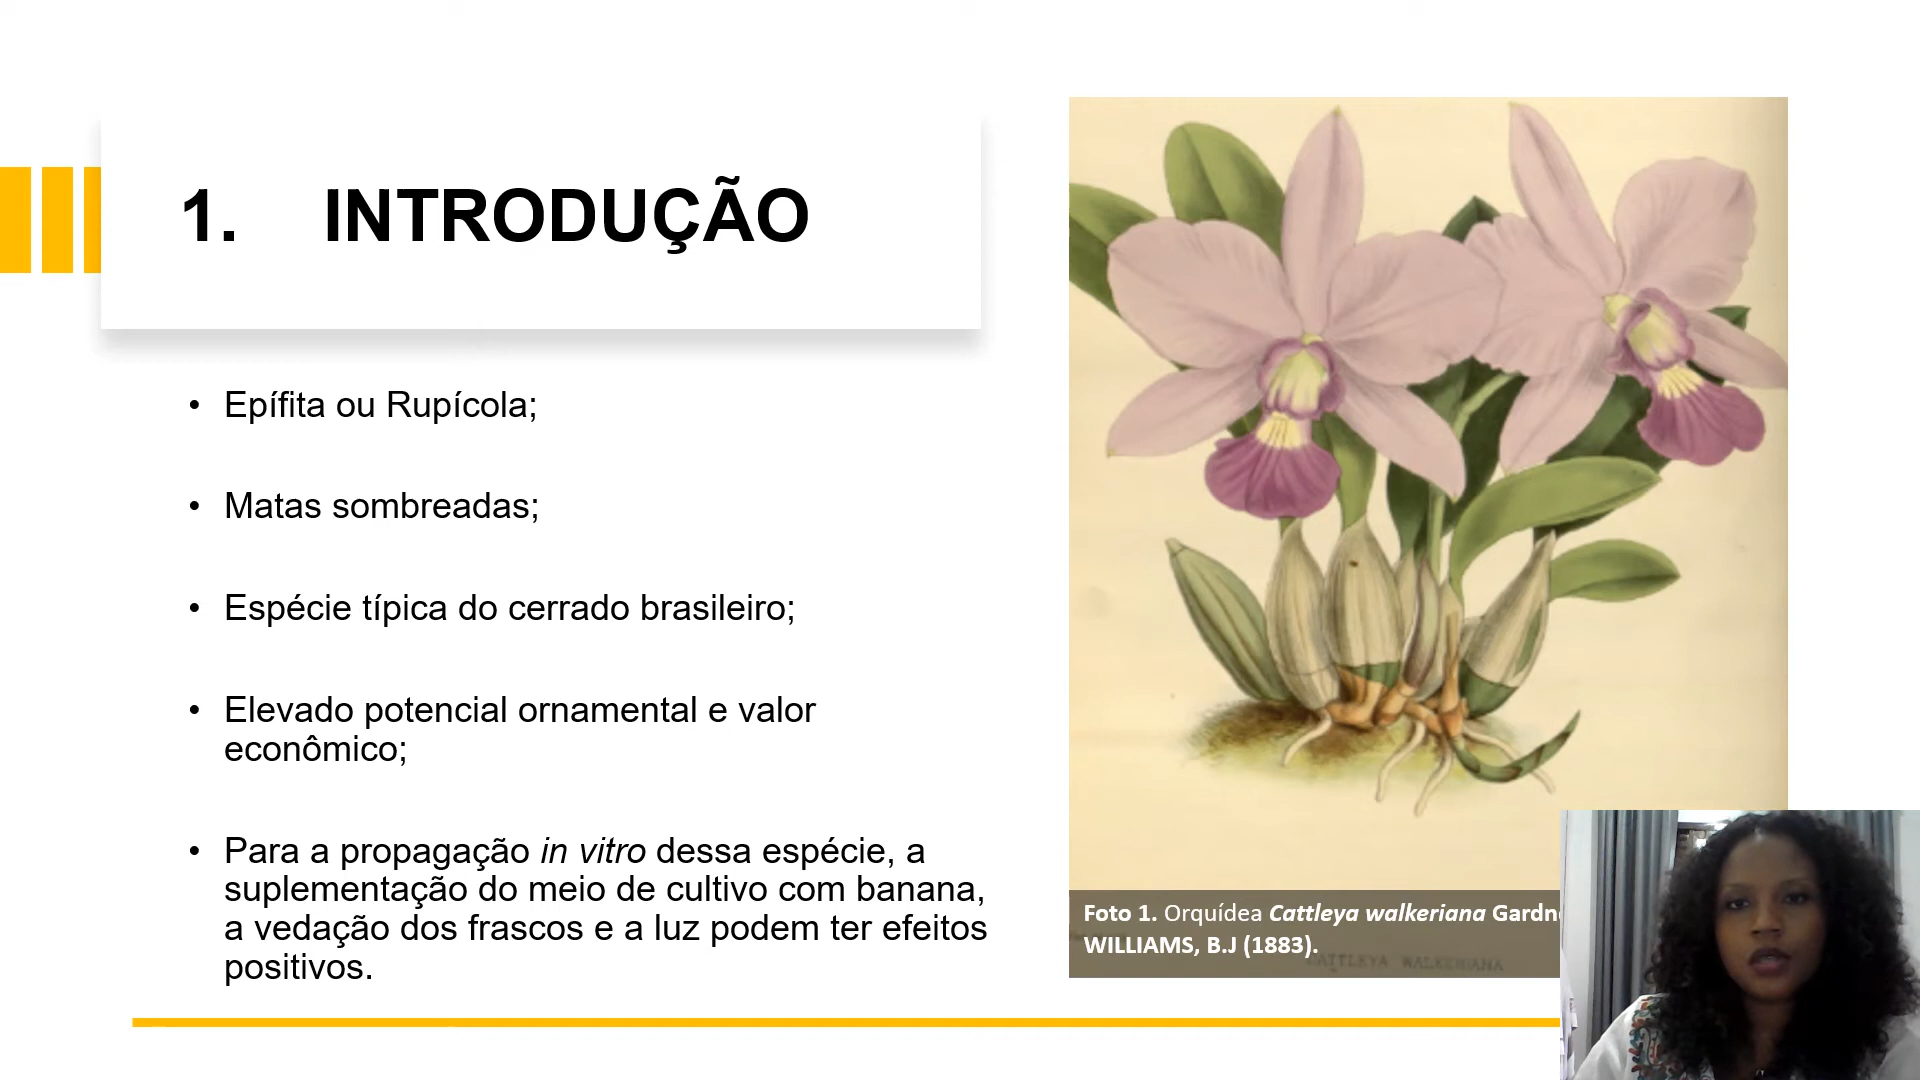 1. INTRODUÇÃO
• Epífita ou Rupícola;
• Matas sombreadas;
• Espécie típica do cerrado brasileiro;
• Elevado potencial ornamental e valor
econômico;
• Para a propagação in vitro dessa espécie, a
suplementação do meio de cultivo com banana,
a vedação dos frascos e a luz podem ter efeitos
positivos.
Foto 1. Orquídea Cattleya walkeriana
WILLIAMS, B.J (1883).
CATTLEYA WALKERIANA